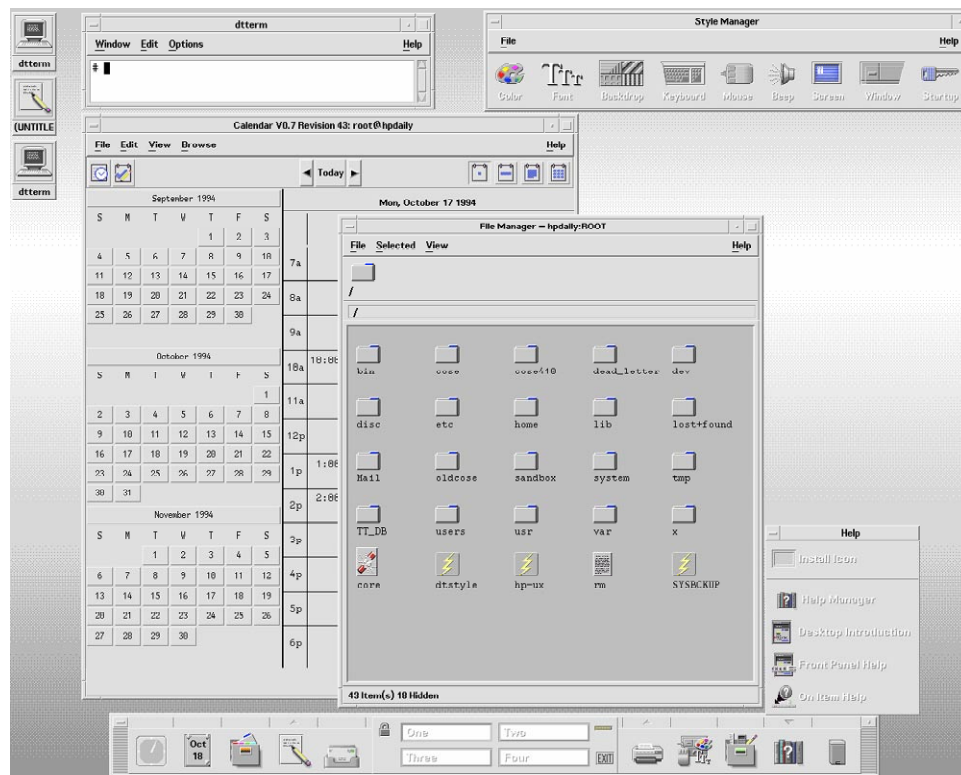 dtterm
(UNTITLE
dtterm
dtterm
Window Edit Options Help
#
Style Manager
File Help
Color Font Backdrop Keyboard Mouse Beep Screen Window Startup
Calendar V0.7 Revision 43: root@hpdaily
File Edit View Browse Help
Today
September 1994
S M T W T F S
1 2 3
4 5 6 7 8 9 10
11 12 13 14 15 16 17
18 19 20 21 22 23 24
25 26 27 28 29 30
October 1994
S M T W T F S
1
2 3 4 5 6 7 8
9 10 11 12 13 14 15
16 17 18 19 20 21 22
23 24 25 26 27 28 29
30 31
November 1994
S M T W T F S
1 2 3 4 5
6 7 8 9 10 11 12
13 14 15 16 17 18 19
20 21 22 23 24 25 26
27 28 29 30
Mon, October 17 1994
7a
8a
9a
10a 10:00
11a
12p
1p 1:00
2p 2:00
3p
4p
5p
6p
File Manager – hpdaily:ROOT
File Selected View Help
/
/
bin cose cose410 dead_letter dev
disc etc home lib lost+found
Mail oldcose sandbox system tmp
TT_DB users usr var x
core dtstyle hp-ux rm SYSBCKUP
43 Item(s) 10 Hidden
Help
Install Icon
Help Manager
Desktop Introduction
Front Panel Help
On Item Help
Oct
18
One Two
Three Four
EXIT